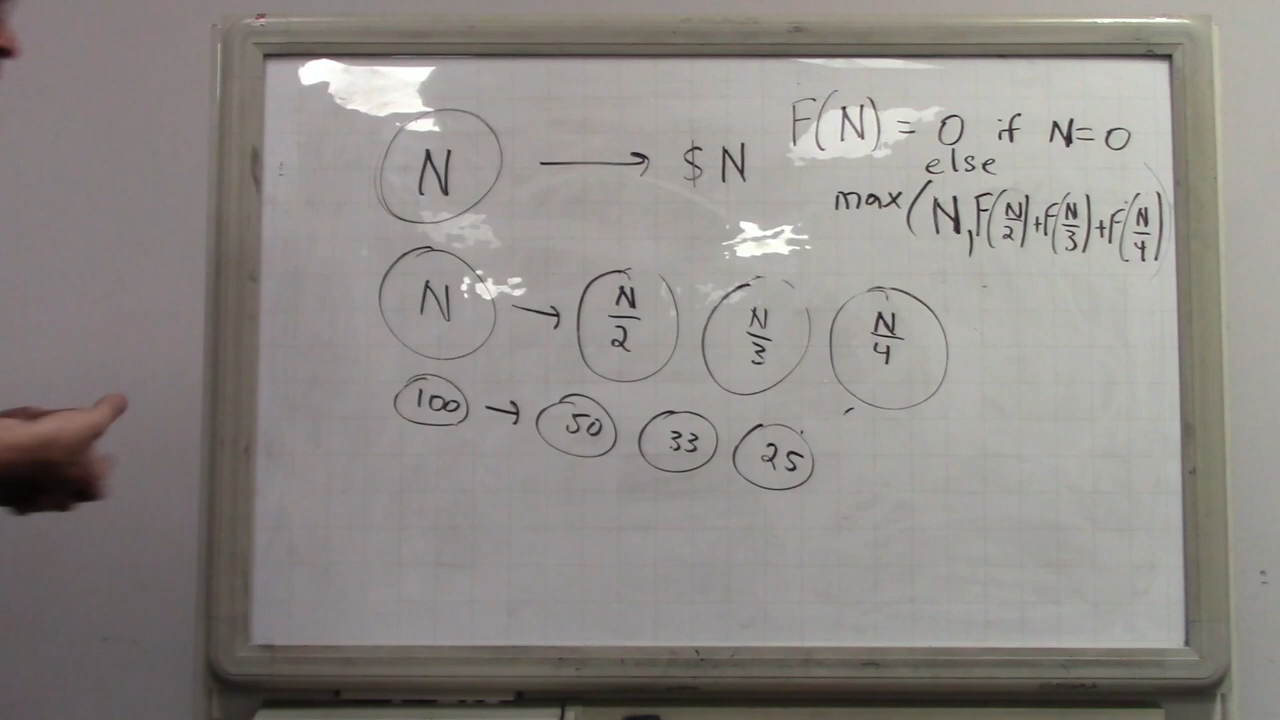 N → $ N
F(N) = 0 if N=0
else
max(N, F(N/2)+F(N/3)+F(N/4))
N → N/2 N/3 N/4
100 → 50 33 25